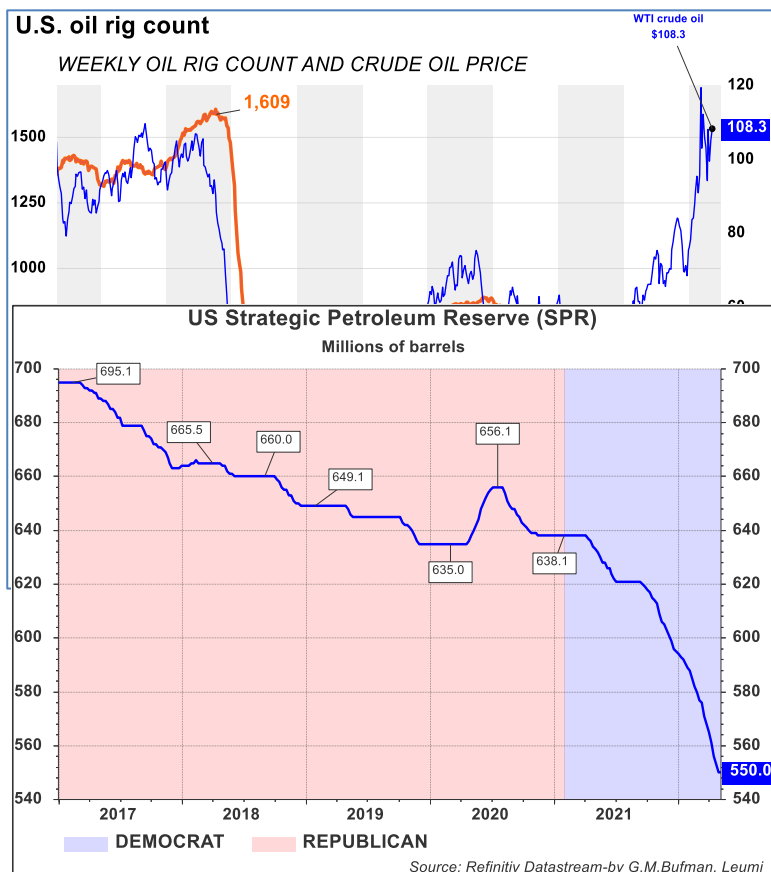 U.S. oil rig count
WTI crude oil
$108.3
WEEKLY OIL RIG COUNT AND CRUDE OIL PRICE
1,609
120
1500
108.3
100
1250
80
1000
US Strategic Petroleum Reserve (SPR)
Millions of barrels
700 700
695.1
680 680
665.5 660.0 656.1
660 660
649.1
640 640
635.0 638.1
620 620
600 600
580 580
560 560
550.0
540 540
2017 2018 2019 2020 2021
DEMOCRAT REPUBLICAN
Source: Refinitiv Datastream-by G.M.Bufman, Leumi